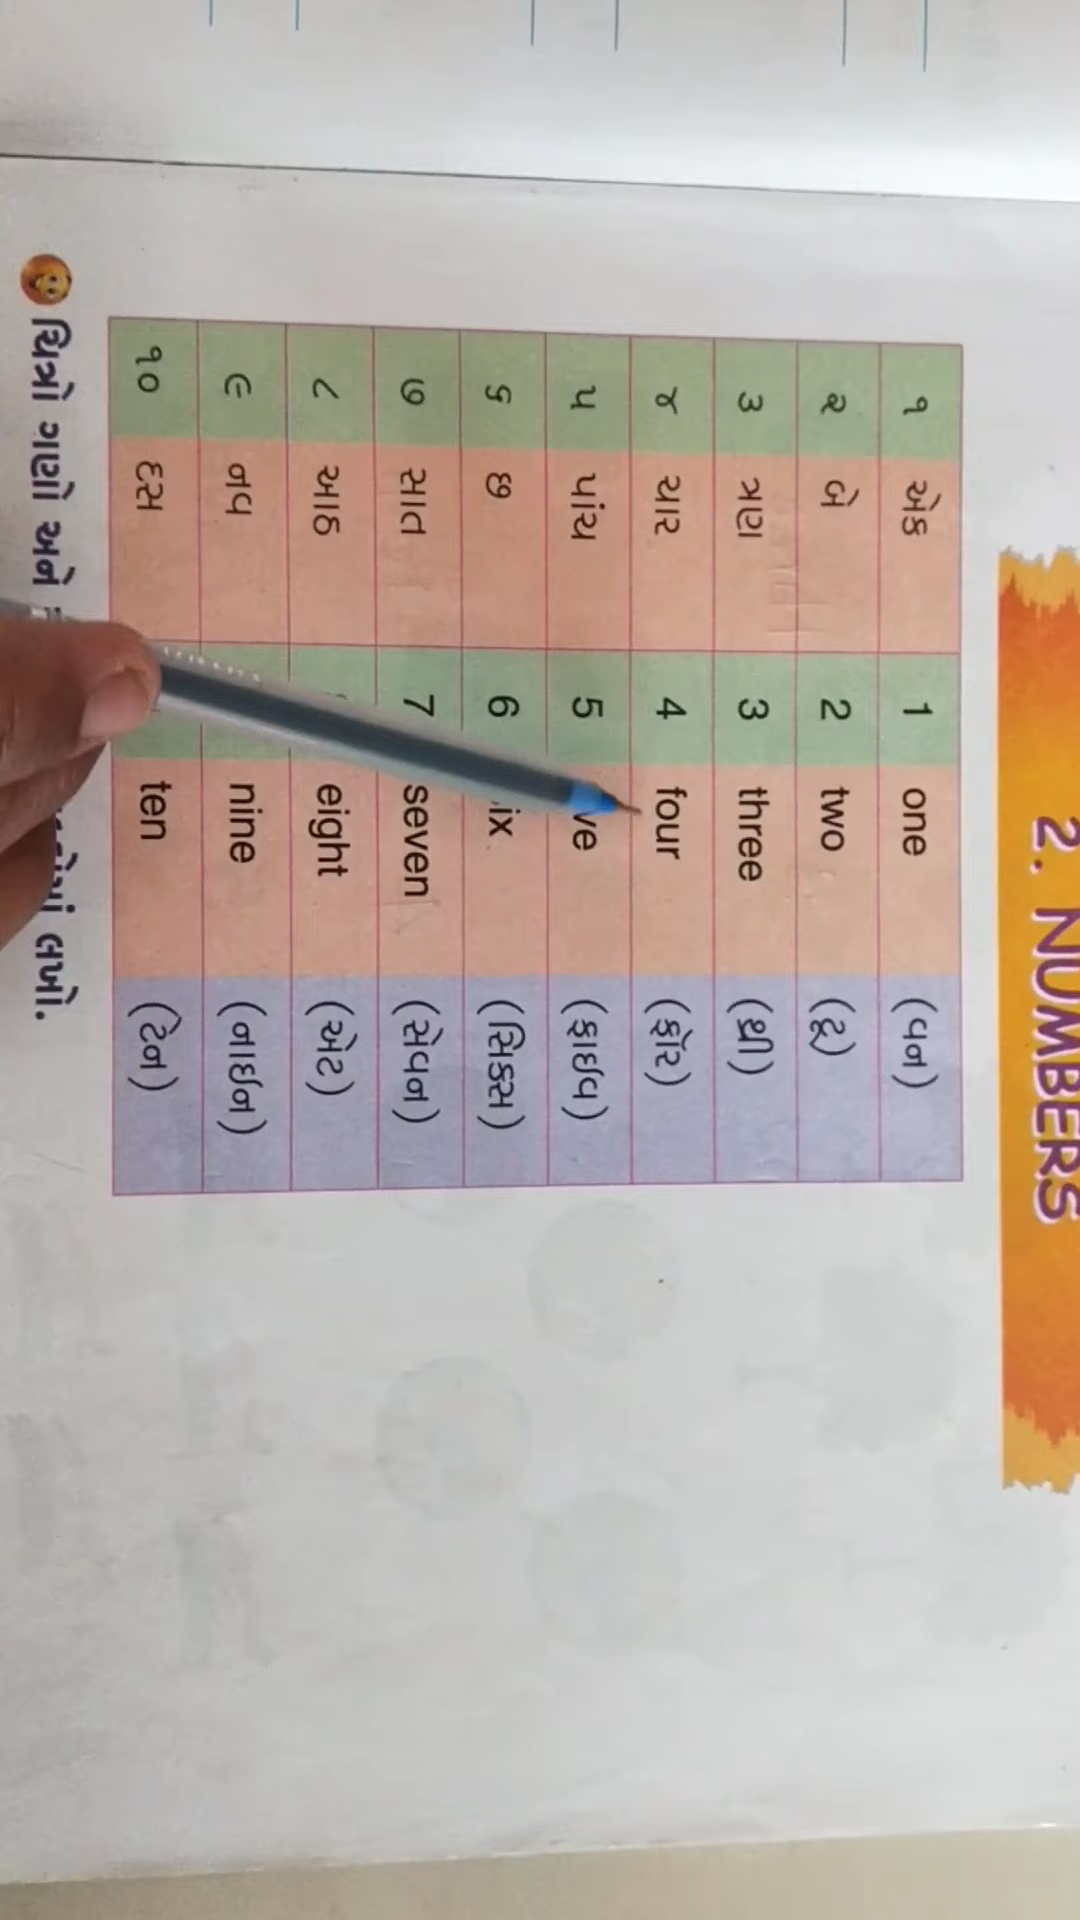 2. NUMBERS
૧ એક 1 one (વન)
૨ બે 2 two (ટૂ)
૩ ત્રણ 3 three (થ્રી)
૪ ચાર 4 four (ફૉર)
૫ પાંચ 5 (ફાઇવ)
૬ છ 6 (સિક્સ)
૭ સાત 7 seven (સેવન)
૮ આઠ eight (એટ)
૯ નવ nine (નાઇન)
૧૦ દસ ten (ટેન)
ચિત્રો ગણો અને લખો.